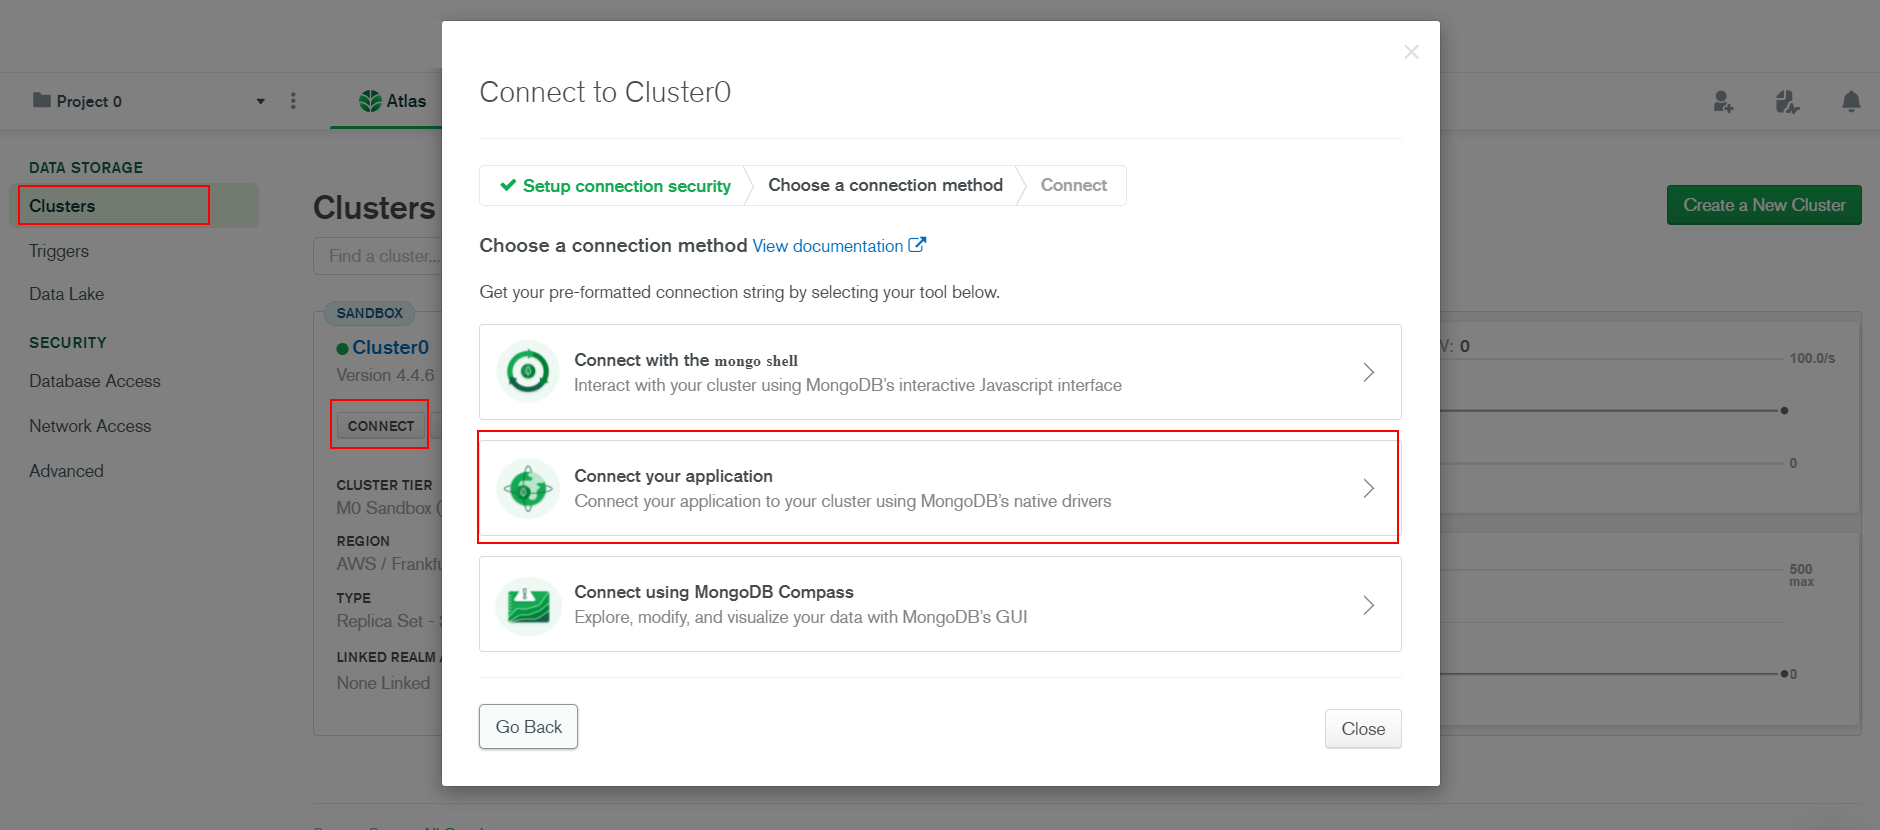 Project 0
Atlas
DATA STORAGE
Clusters
Triggers
Data Lake
SECURITY
Database Access
Network Access
Advanced
Clusters
Find a cluster...
Create a New Cluster
SANDBOX
Cluster0
Version 4.4.6
CONNECT
CLUSTER TIER
M0 Sandbox (
REGION
AWS / Frankfu
TYPE
Replica Set -
LINKED REALM
None Linked
Connect to Cluster0
Setup connection security
Choose a connection method
Connect
Choose a connection method View documentation
Get your pre-formatted connection string by selecting your tool below.
Connect with the mongo shell
Interact with your cluster using MongoDB's interactive Javascript interface
Connect your application
Connect your application to your cluster using MongoDB's native drivers
Connect using MongoDB Compass
Explore, modify, and visualize your data with MongoDB's GUI
Go Back
Close
: 0
100.0/s
0
500
max
0